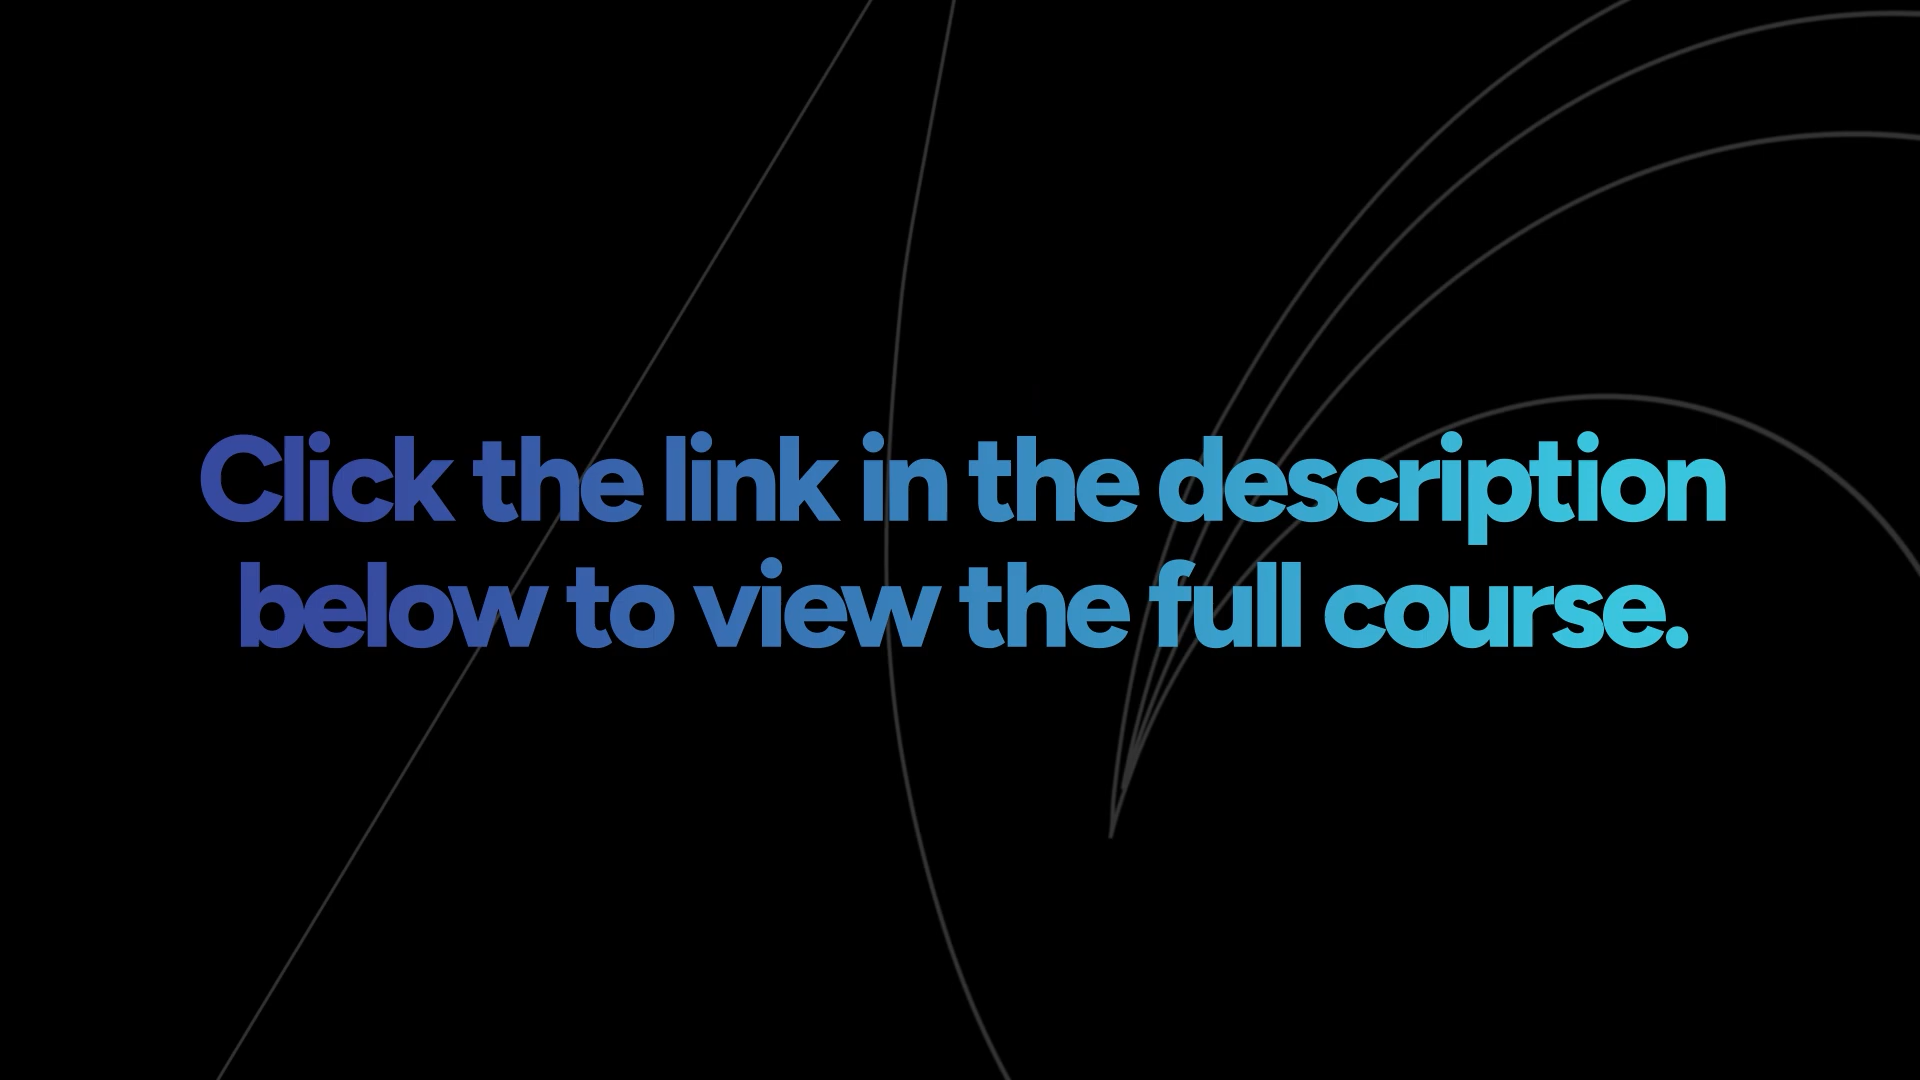 Click the link in the description
below to view the full course.